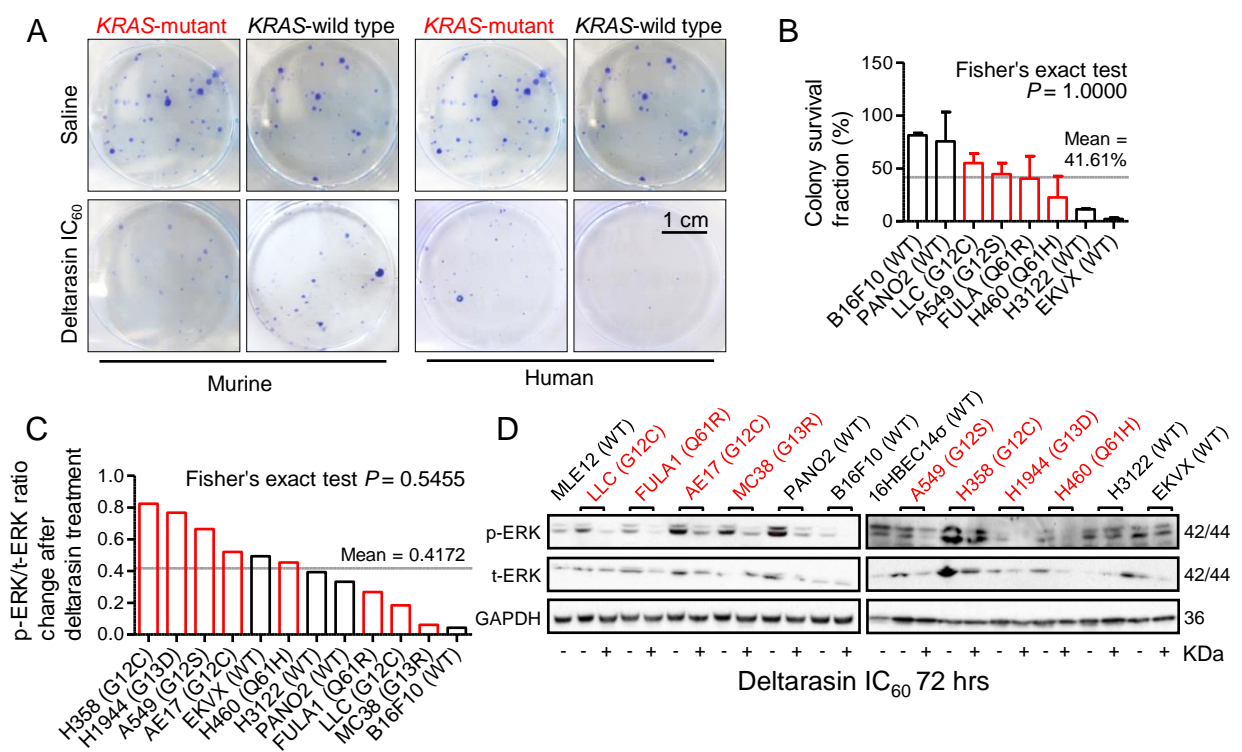 A
KRAS-mutant KRAS-wild type KRAS-mutant KRAS-wild type
Saline
Deltarasin IC60
1 cm
Murine Human
B
Colony survival
fraction (%)
150
100
50
0
Fisher's exact test
P = 1.0000
Mean =
41.61%
B16F10 (WT)
PANO2 (WT)
LLC (G12C)
A549 (G12S)
FULA (Q61R)
H460 (Q61H)
H3122 (WT)
EKVX (WT)
C
p-ERK/t-ERK ratio
change after
deltarasin treatment
1.0
0.8
0.6
0.4
0.2
0.0
Fisher's exact test P = 0.5455
Mean = 0.4172
H358 (G12C)
H1944 (G13D)
A549 (G12S)
AE17 (G12C)
EKVX (WT)
H460 (Q61H)
H3122 (WT)
PANO2 (WT)
FULA1 (Q61R)
LLC (G12C)
MC38 (G13R)
B16F10 (WT)
D
MLE12 (WT)
LLC (G12C)
FULA1 (Q61R)
AE17 (G12C)
MC38 (G13R)
PANO2 (WT)
B16F10 (WT)
16HBEC14σ (WT)
A549 (G12S)
H358 (G12C)
H1944 (G13D)
H460 (Q61H)
H3122 (WT)
EKVX (WT)
p-ERK 42/44
t-ERK 42/44
GAPDH 36
- - + - + - + - + - + - + - - + - + - + - + - + - + KDa
Deltarasin IC60 72 hrs